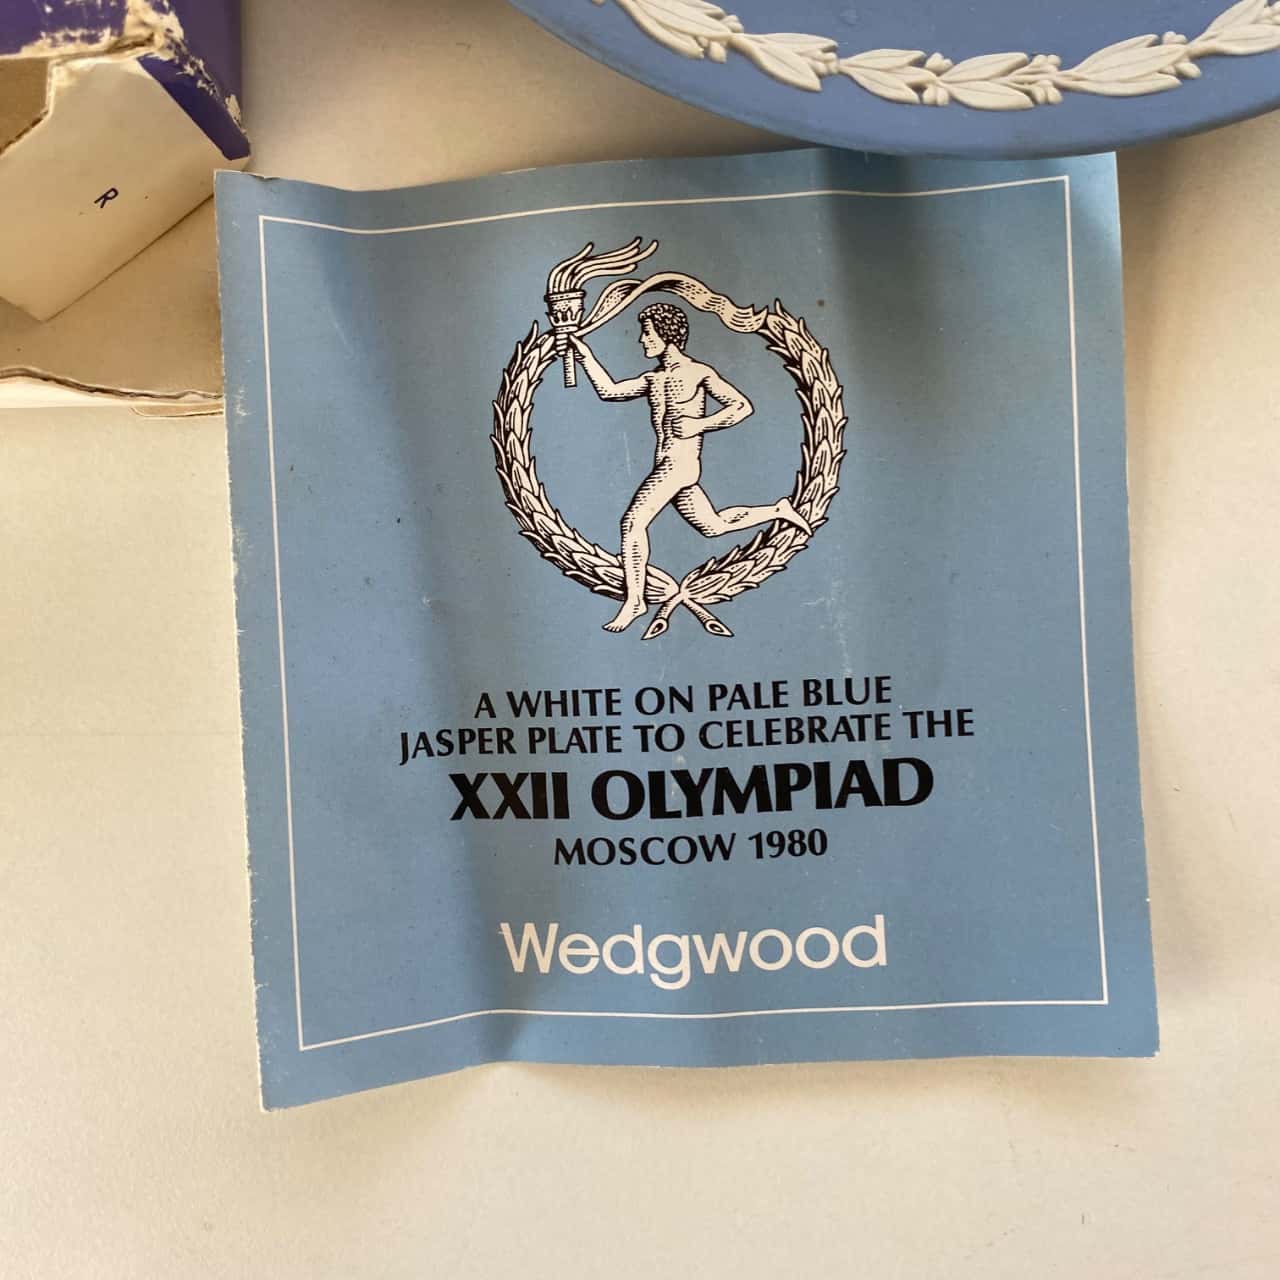 R
A WHITE ON PALE BLUE
JASPER PLATE TO CELEBRATE THE
XXII OLYMPIAD
MOSCOW 1980
Wedgwood